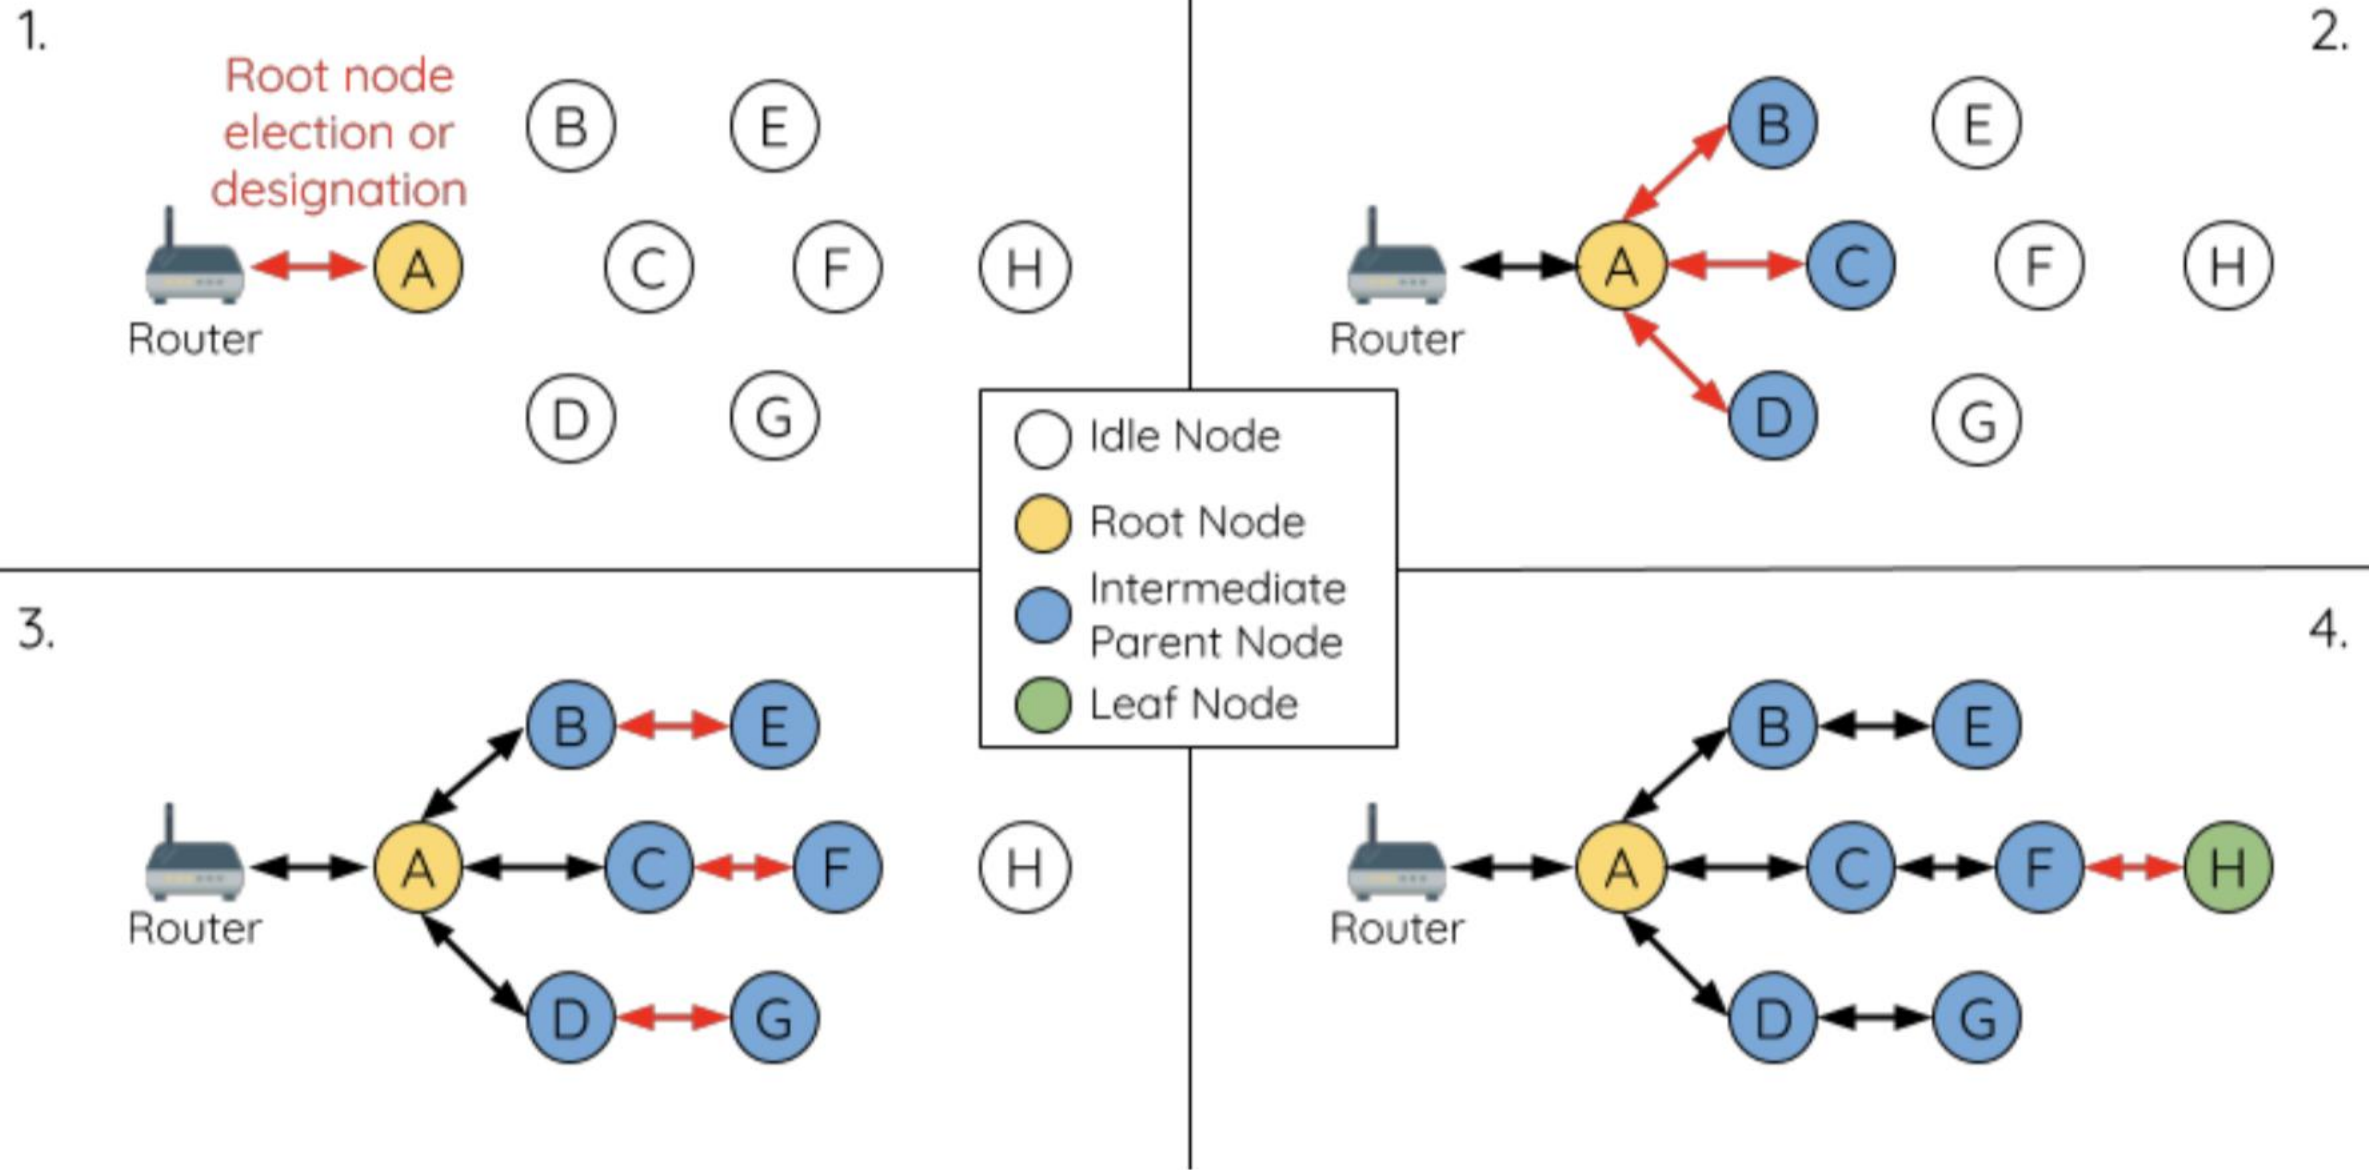 1.
Root node
election or
designation
B
E
A
C
F
H
Router
D
G
2.
B
E
A
C
F
H
Router
D
G
Idle Node
Root Node
Intermediate
Parent Node
Leaf Node
3.
B
E
A
C
F
H
Router
D
G
4.
B
E
A
C
F
H
Router
D
G